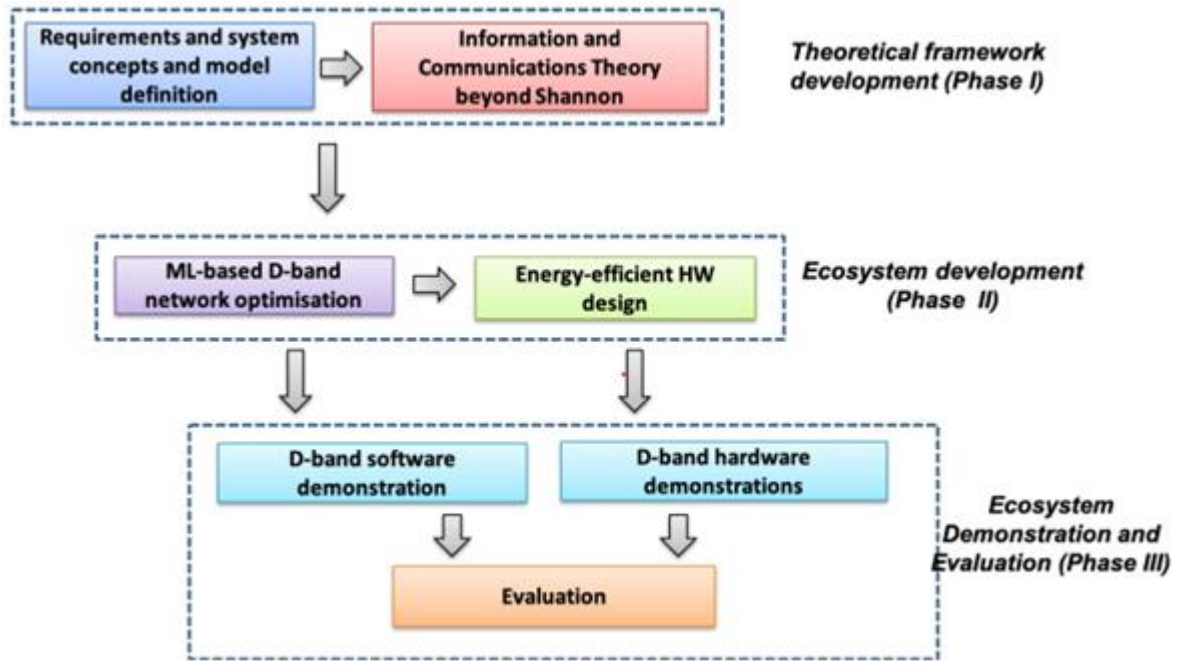 Requirements and system
concepts and model
definition
Information and
Communications Theory
beyond Shannon
Theoretical framework
development (Phase I)
ML-based D-band
network optimisation
Energy-efficient HW
design
Ecosystem development
(Phase II)
D-band software
demonstration
D-band hardware
demonstrations
Evaluation
Ecosystem
Demonstration and
Evaluation (Phase III)